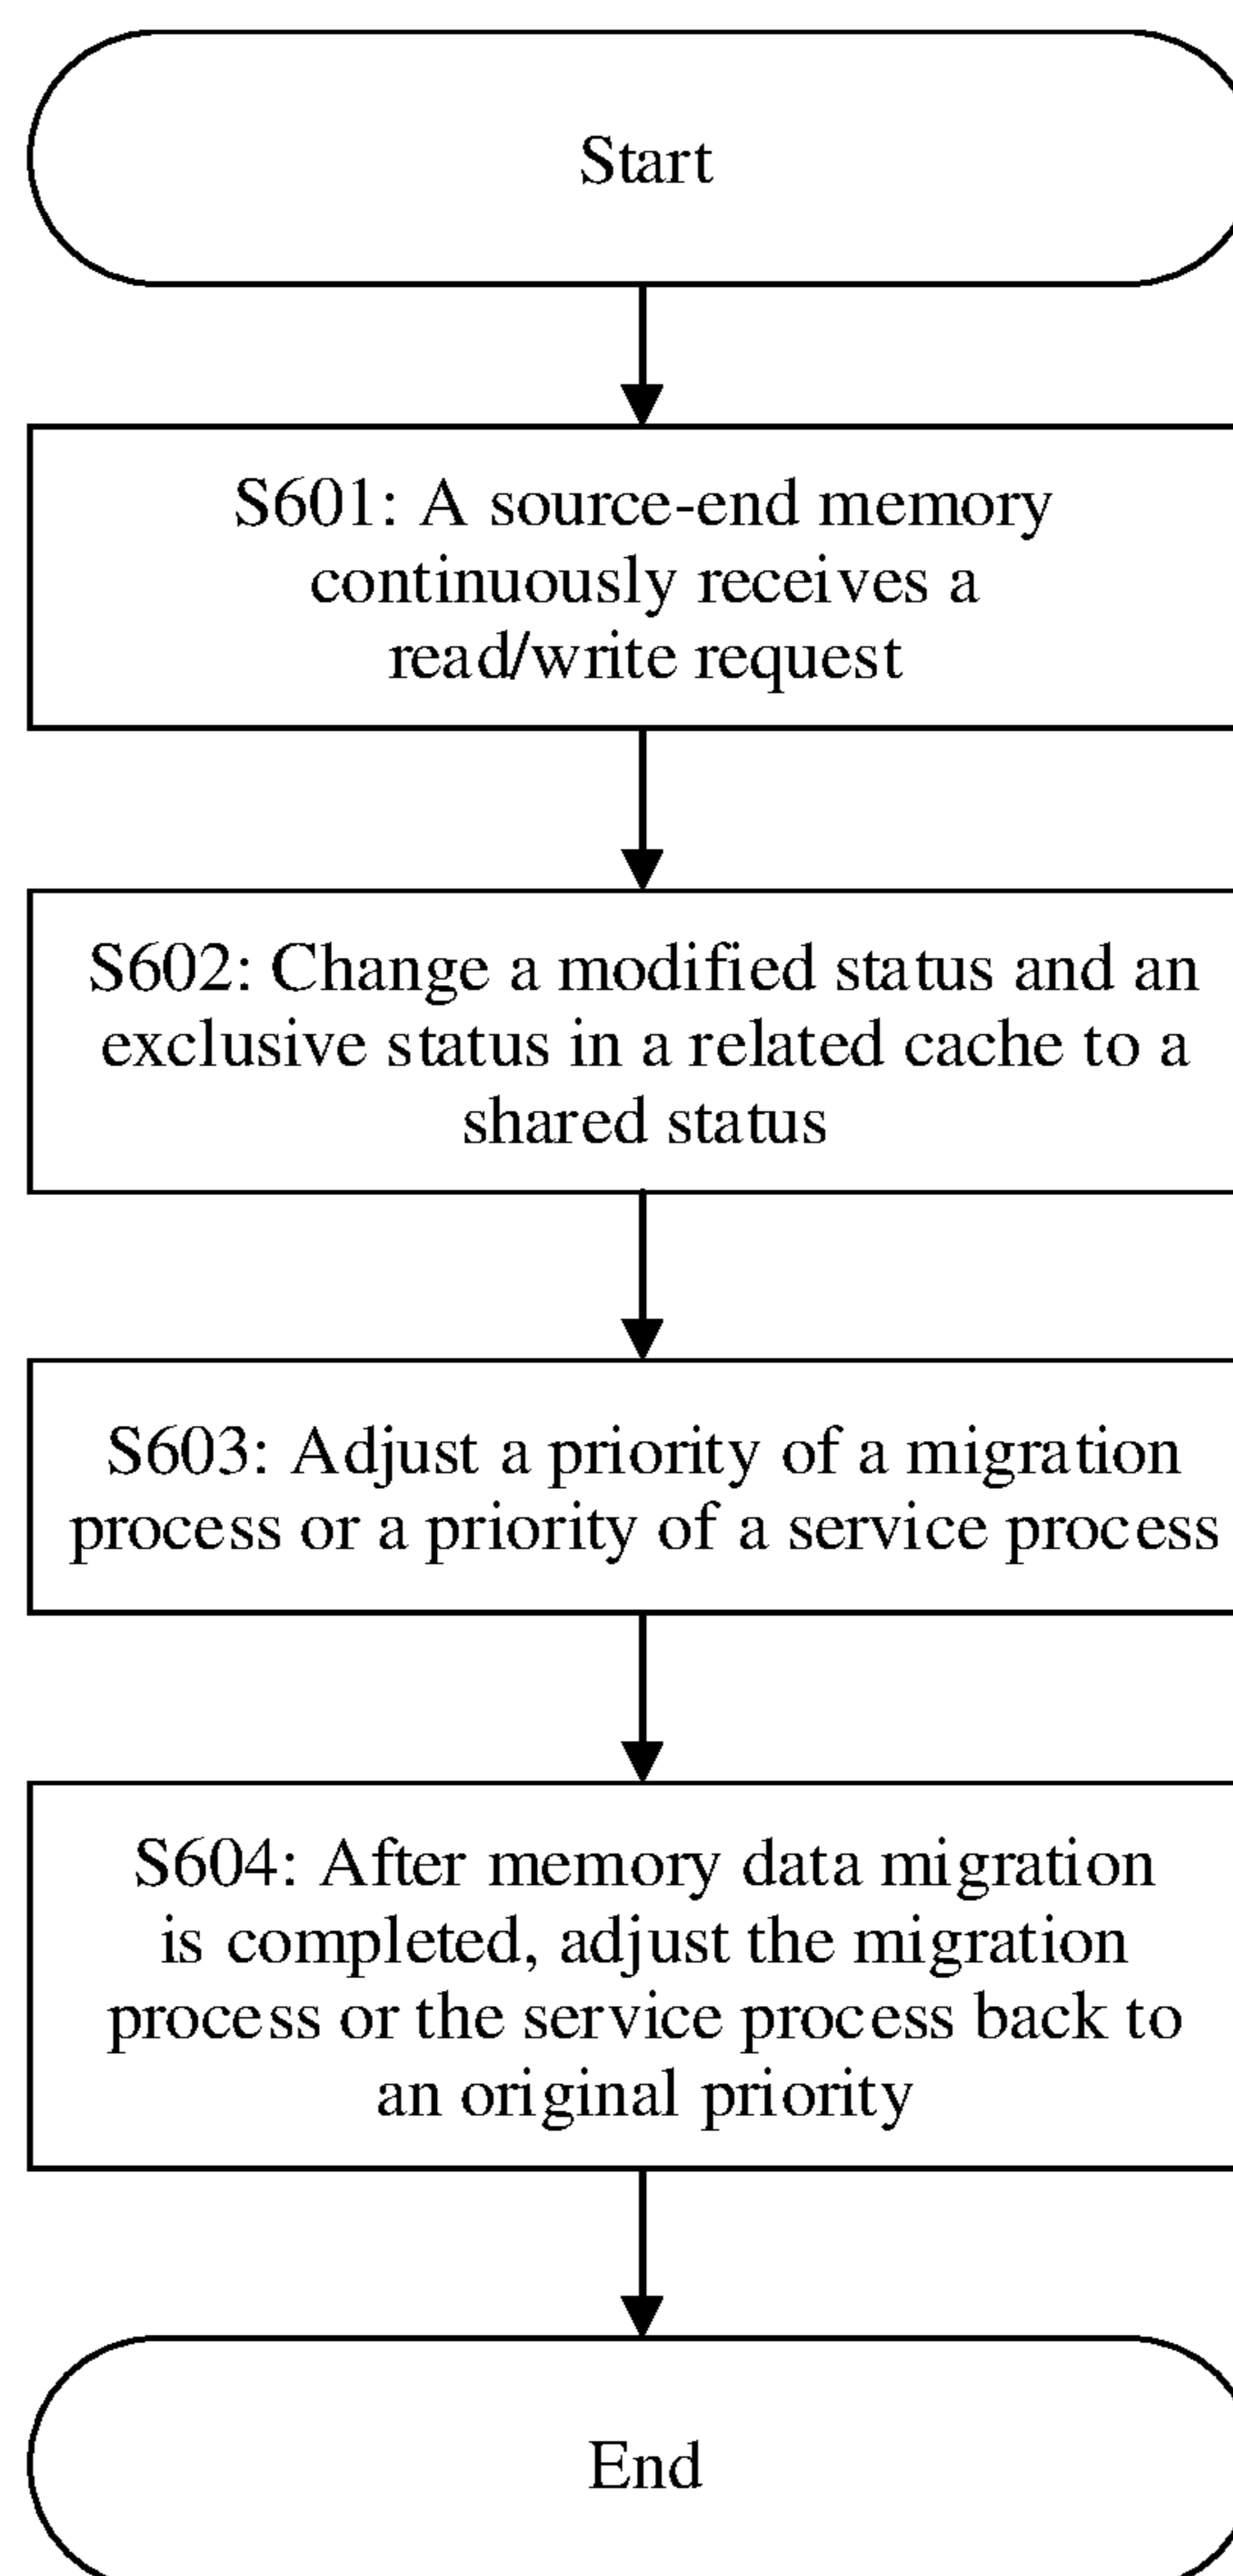 Start
S601: A source-end memory
continuously receives a
read/write request
S602: Change a modified status and an
exclusive status in a related cache to a
shared status
S603: Adjust a priority of a migration
process or a priority of a service process
S604: After memory data migration
is completed, adjust the migration
process or the service process back to
an original priority
End